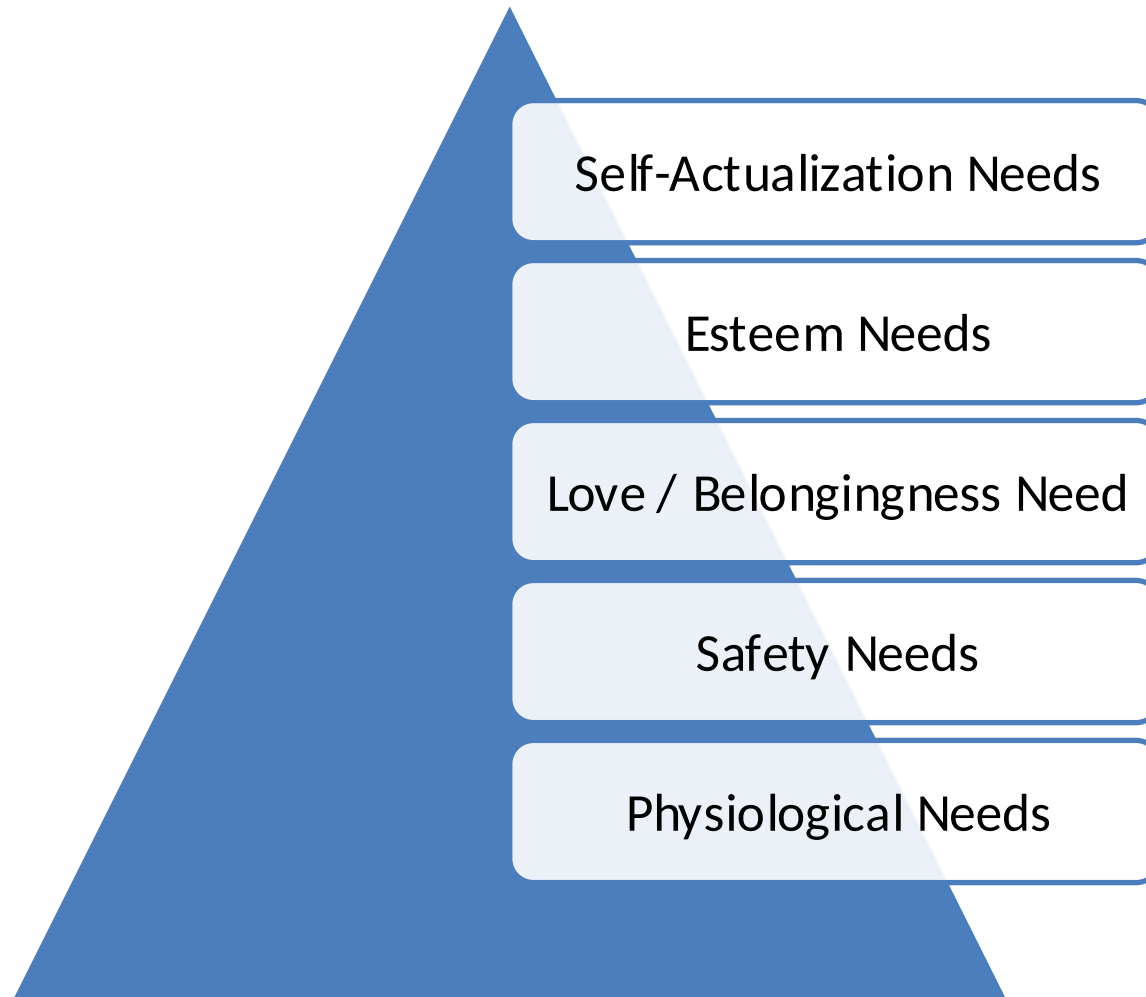 Self-Actualization Needs
Esteem Needs
Love / Belongingness Need
Safety Needs
Physiological Needs